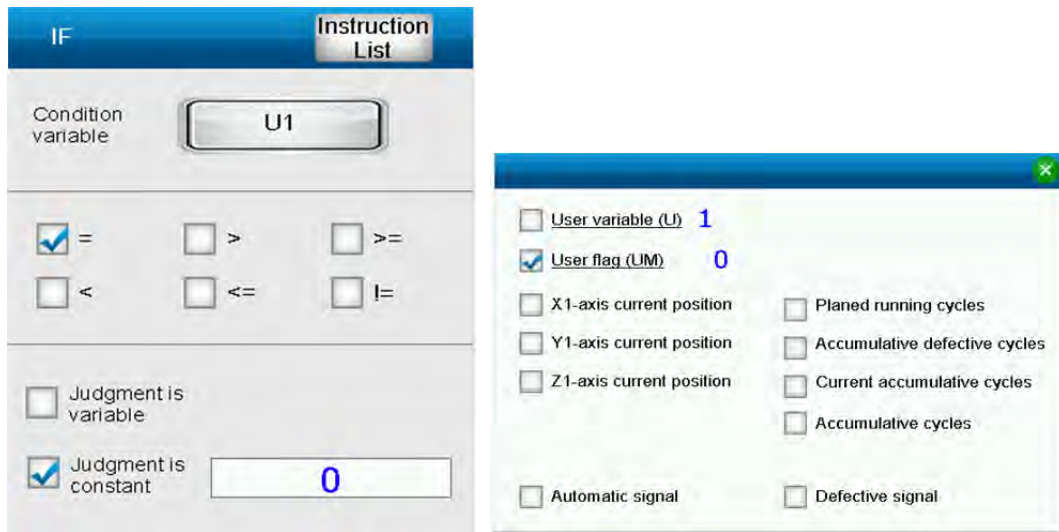 IF
Instruction
List
Condition
variable
U1
= > >=
< <= !=
Judgment is
variable
Judgment is
constant
0
User variable (U) 1
User flag (UM) 0
X1-axis current position
Planed running cycles
Y1-axis current position
Accumulative defective cycles
Z1-axis current position
Current accumulative cycles
Accumulative cycles
Automatic signal
Defective signal